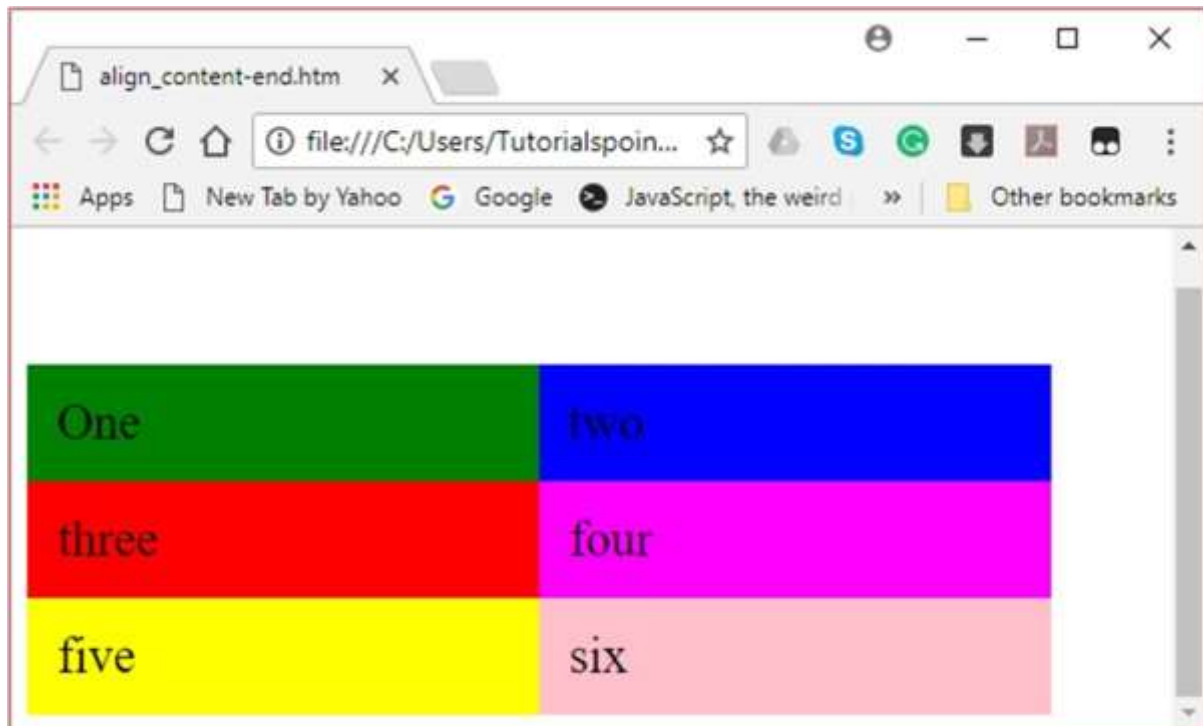 align_content-end.htm
file:///C:/Users/Tutorialspoin...
Apps New Tab by Yahoo Google JavaScript, the weird » Other bookmarks
One two
three four
five six